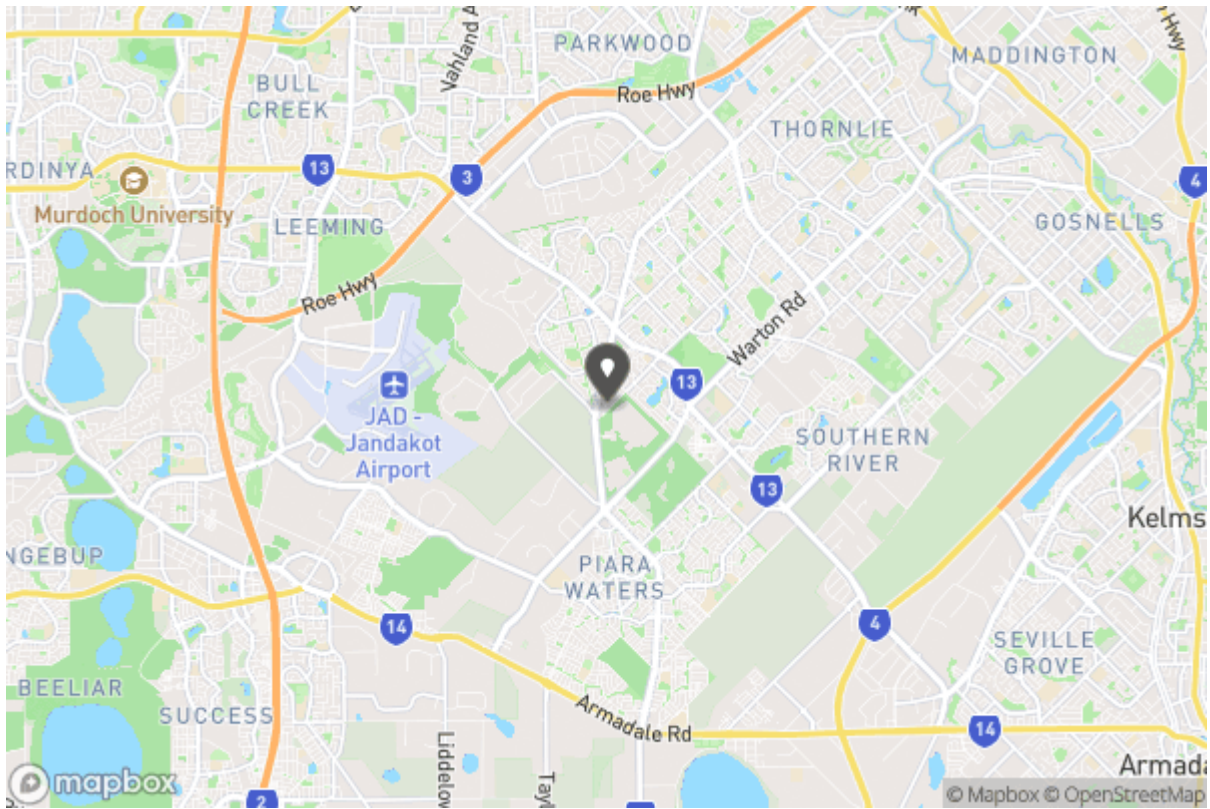 Vahland A
PARKWOOD
MADDINGTON
Hwy
BULL
CREEK
Roe Hwy
THORNLIE
RDINYA
13
3
4
Murdoch University
LEEMING
GOSNELLS
Roe Hwy
Warton Rd
13
JAD -
Jandakot
Airport
SOUTHERN
RIVER
13
Kelms
NGEBUP
PIARA
WATERS
14
4
SEVILLE
GROVE
BEELIAR
SUCCESS
Armadale Rd
14
Liddelow
Tayl
Armada
mapbox
2
© Mapbox © OpenStreetMap